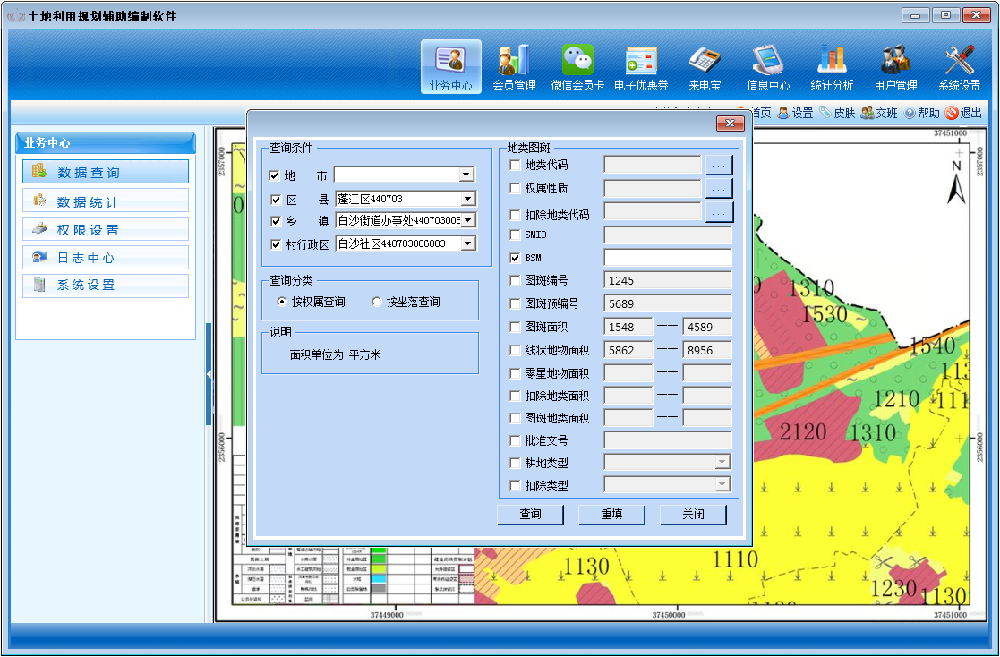 土地利用规划辅助编制软件
业务中心
会员管理
微信会员卡
电子优惠券
来电宝
信息中心
统计分析
用户管理
系统设置
首页
设置
皮肤
交班
帮助
退出
业务中心
数据查询
数据统计
权限设置
日志中心
系统设置
查询条件
地 市
区 县
蓬江区440703
乡 镇
白沙街道办事处440703006
村行政区
白沙社区440703006003
查询分类
按权属查询
按坐落查询
说明
面积单位为:平方米
地类图斑
地类代码
...
权属性质
...
扣除地类代码
...
SMID
BSM
图斑编号
1245
图斑预编号
5689
图斑面积
1548
——
4589
线状地物面积
5862
——
8956
零星地物面积
——
扣除地类面积
——
图斑地类面积
——
批准文号
耕地类型
扣除类型
查询
重填
关闭
37451000
N
1310
1530
1540
1210
2120
1310
1130
1110
1230
1130
37449000
37450000
37451000